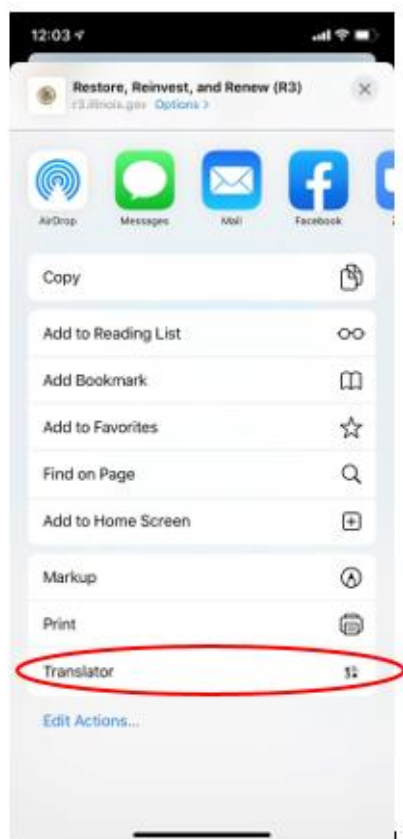 12:03
Restore, Reinvest, and Renew (R3)
r3.illinois.gov Options >
AirDrop Messages Mail Facebook
Copy
Add to Reading List
Add Bookmark
Add to Favorites
Find on Page
Add to Home Screen
Markup
Print
Translator
Edit Actions...